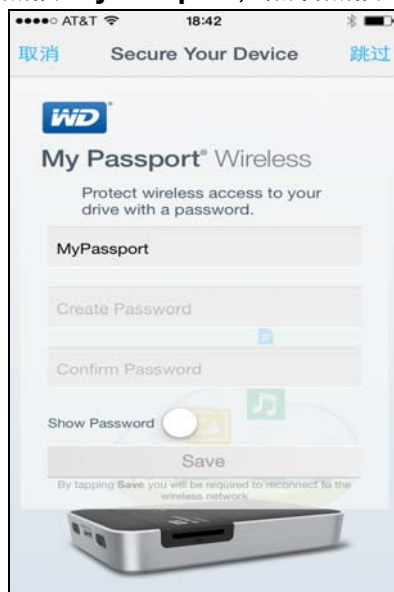 AT&T 18:42
取消 Secure Your Device 跳过
WD
My Passport® Wireless
Protect wireless access to your
drive with a password.
MyPassport
Create Password
Confirm Password
Show Password
Save
By tapping Save you will be required to reconnect to the
wireless network